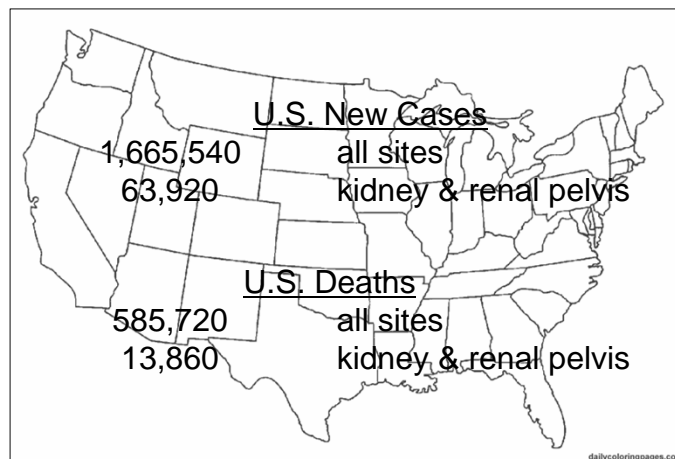 U.S. New Cases
1,665,540 all sites
63,920 kidney & renal pelvis
U.S. Deaths
585,720 all sites
13,860 kidney & renal pelvis
dailycoloringpages.co